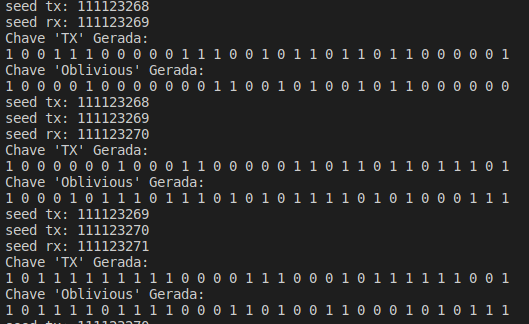 seed tx: 111123268
seed rx: 111123269
Chave 'TX' Gerada:
1 0 0 1 1 1 0 0 0 0 0 1 1 1 0 0 1 0 1 1 0 1 1 0 1 1 0 0 0 0 0 1
Chave 'Oblivious' Gerada:
1 0 0 0 0 1 0 0 0 0 0 0 0 1 1 0 0 1 0 1 0 0 1 0 1 1 0 0 0 0 0 0
seed tx: 111123268
seed tx: 111123269
seed rx: 111123270
Chave 'TX' Gerada:
1 0 0 0 0 0 0 1 0 0 0 1 1 0 0 0 0 0 1 1 0 1 1 0 1 1 0 1 1 1 0 1
Chave 'Oblivious' Gerada:
1 0 0 0 1 0 1 1 1 0 1 1 1 0 1 0 1 0 1 1 1 1 0 1 0 1 0 0 0 1 1 1
seed tx: 111123269
seed tx: 111123270
seed rx: 111123271
Chave 'TX' Gerada:
1 0 1 1 1 1 1 1 1 1 1 0 0 0 0 1 1 1 0 0 0 1 0 1 1 1 1 1 1 0 0 1
Chave 'Oblivious' Gerada:
1 0 1 1 1 1 0 1 1 1 1 0 0 0 1 1 0 1 0 0 1 1 0 0 0 1 0 1 0 1 1 1